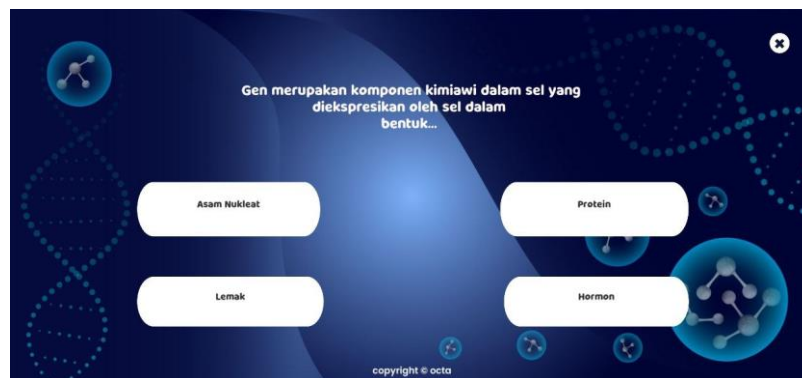 Gen merupakan komponen kimiawi dalam sel yang
diekspresikan oleh sel dalam
bentuk...
Asam Nukleat
Protein
Lemak
Hormon
copyright © octa